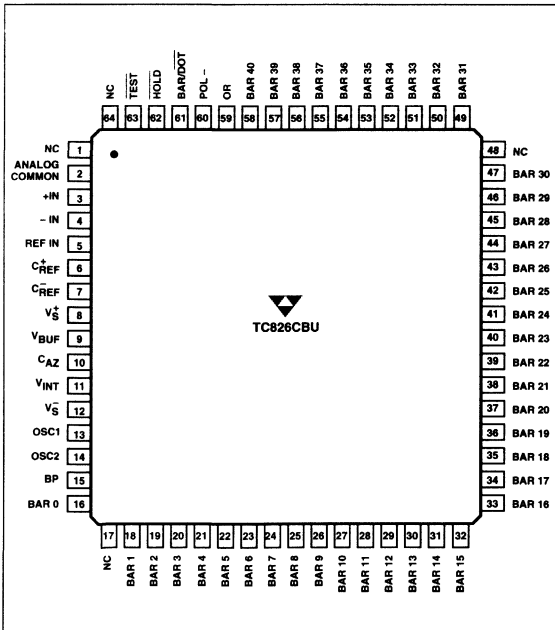 NC
TEST
HOLD
BAR/DOT
POL –
OR
BAR 40
BAR 39
BAR 38
BAR 37
BAR 36
BAR 35
BAR 34
BAR 33
BAR 32
BAR 31
64 63 62 61 60 59 58 57 56 55 54 53 52 51 50 49
NC 1
ANALOG
COMMON 2
+IN 3
– IN 4
REF IN 5
C+REF 6
C–REF 7
V+S 8
VBUF 9
CAZ 10
VINT 11
V–S 12
OSC1 13
OSC2 14
BP 15
BAR 0 16
TC826CBU
48 NC
47 BAR 30
46 BAR 29
45 BAR 28
44 BAR 27
43 BAR 26
42 BAR 25
41 BAR 24
40 BAR 23
39 BAR 22
38 BAR 21
37 BAR 20
36 BAR 19
35 BAR 18
34 BAR 17
33 BAR 16
17 18 19 20 21 22 23 24 25 26 27 28 29 30 31 32
NC
BAR 1
BAR 2
BAR 3
BAR 4
BAR 5
BAR 6
BAR 7
BAR 8
BAR 9
BAR 10
BAR 11
BAR 12
BAR 13
BAR 14
BAR 15